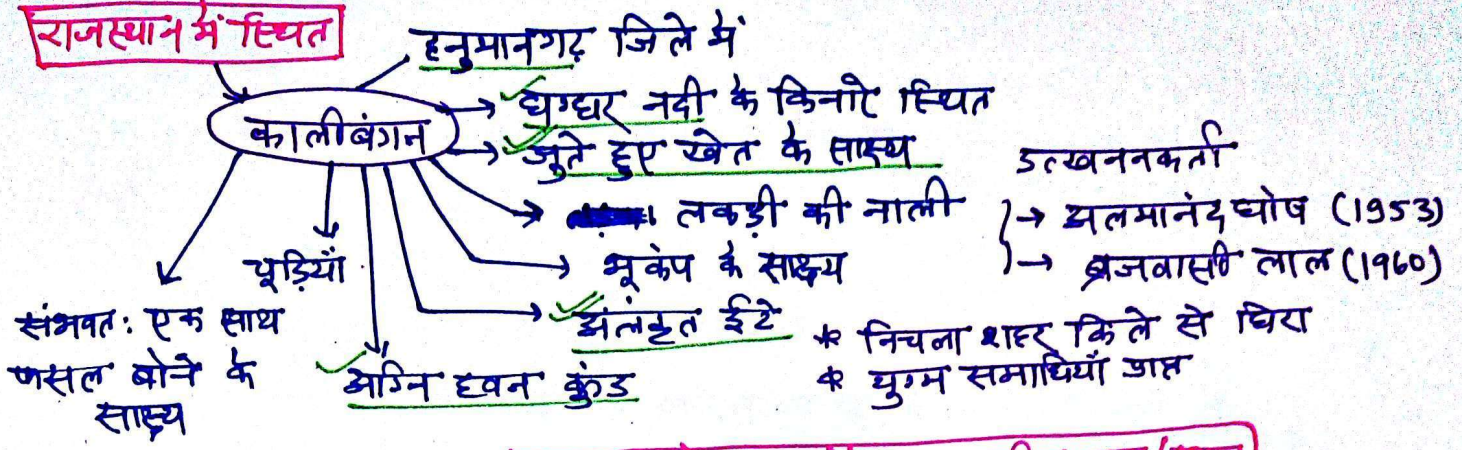 राजस्थान में स्थित
हनुमानगढ़ जिले में
कालीबंगन
घग्घर नदी के किनारे स्थित
जुते हुए खेत के साक्ष्य
उत्खननकर्ता
लकड़ी की नाली
→ अलमानंद घोष (1953)
चूड़ियाँ
भूकंप के साक्ष्य
→ ब्रजवासी लाल (1960)
संभवत: एक साथ
फसल बोने के
साक्ष्य
अलंकृत ईटे
अग्नि हवन कुंड
* निचला शहर किले से घिरा
* युग्म समाधियाँ प्राप्त